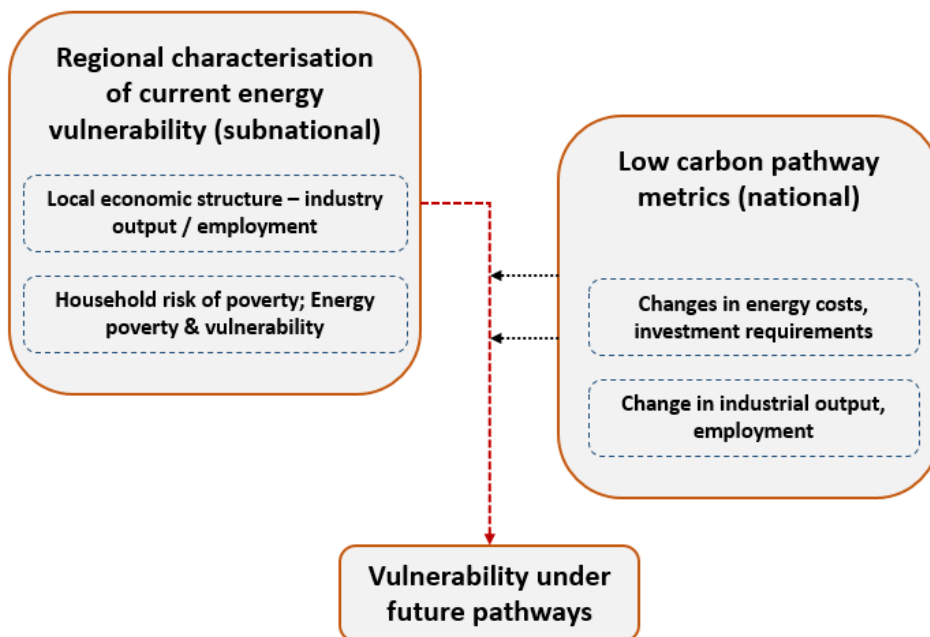 Regional characterisation
of current energy
vulnerability (subnational)
Local economic structure – industry
output / employment
Household risk of poverty; Energy
poverty & vulnerability
Low carbon pathway
metrics (national)
Changes in energy costs,
investment requirements
Change in industrial output,
employment
Vulnerability under
future pathways